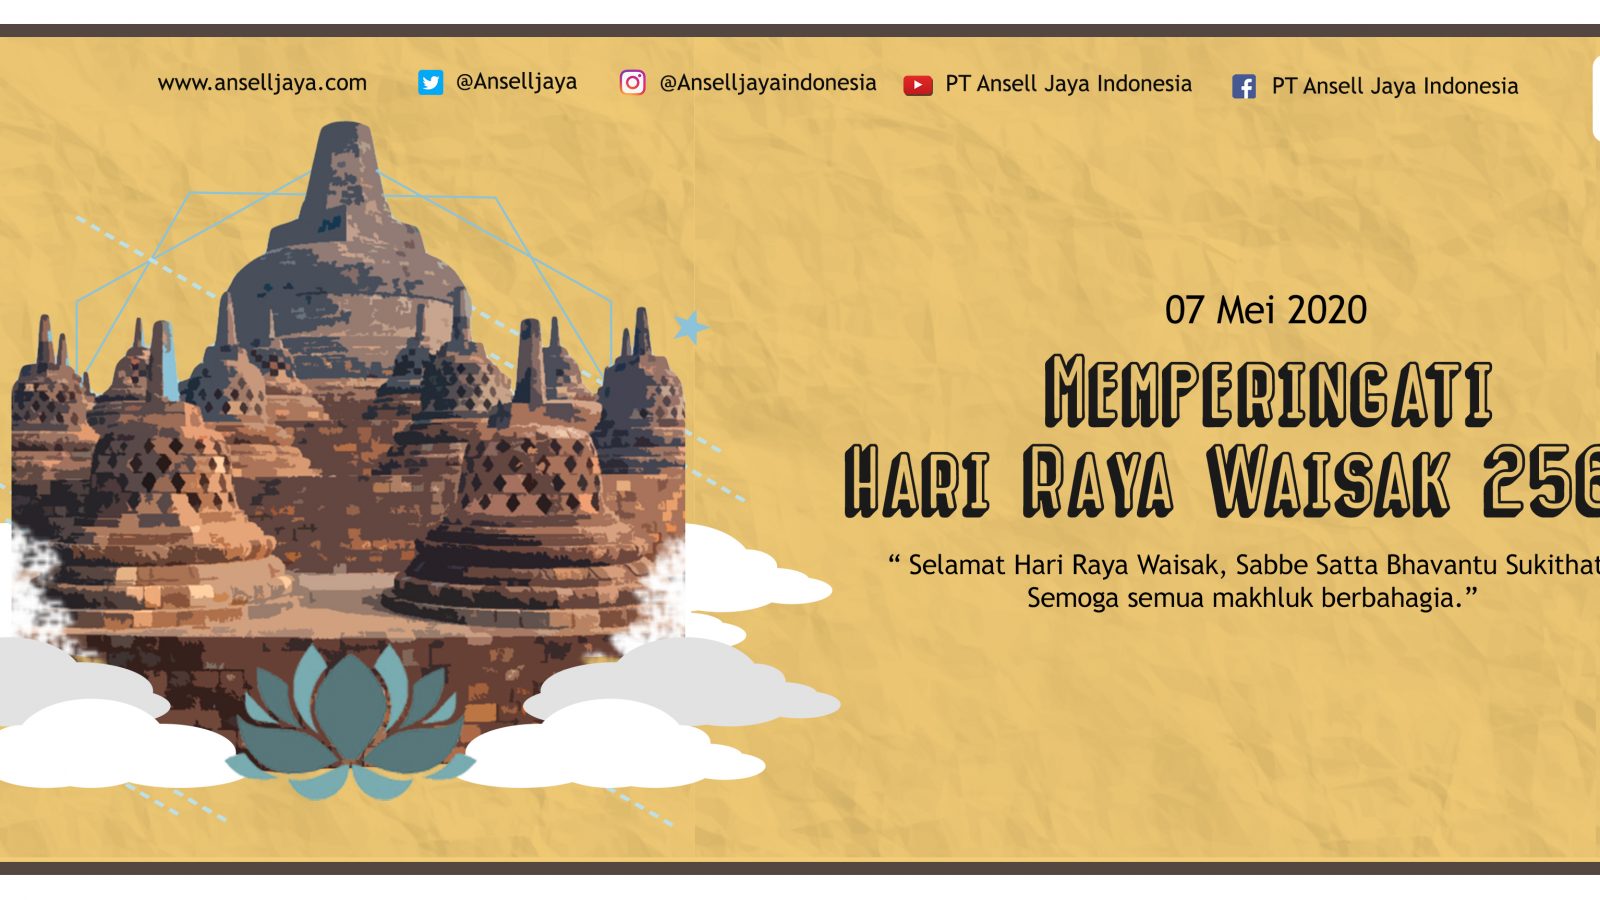 www.anselljaya.com @Anselljaya @Anselljayaindonesia PT Ansell Jaya Indonesia PT Ansell Jaya Indonesia
07 Mei 2020
Memperingati
Hari Raya Waisak
“ Selamat Hari Raya Waisak, Sabbe Satta Bhavantu
Semoga semua makhluk berbahagia.”